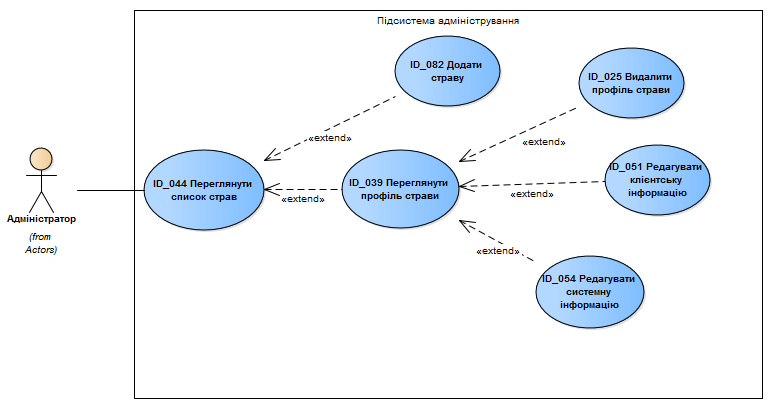 Підсистема адміністрування
ID_082 Додати
страву
ID_025 Видалити
профіль страви
«extend»
«extend»
ID_044 Переглянути
список страв
ID_039 Переглянути
профіль страви
ID_051 Редагувати
клієнтську
інформацію
«extend»
«extend»
Адміністратор
(from
Actors)
«extend»
ID_054 Редагувати
системну
інформацію